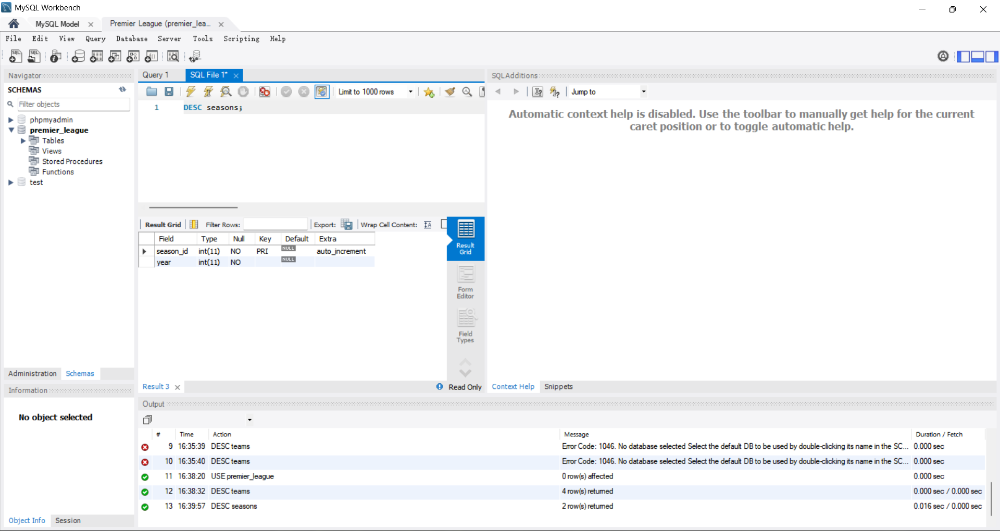 MySQL Workbench
MySQL Model
Premier League (premier_lea...
File Edit View Query Database Server Tools Scripting Help
Navigator
SCHEMAS
Filter objects
phpmyadmin
premier_league
Tables
Views
Stored Procedures
Functions
test
Administration Schemas
Information
No object selected
Object Info Session
Query 1 SQL File 1*
Limit to 1000 rows
1 DESC seasons;
Result Grid Filter Rows: Export: Wrap Cell Content:
Field Type Null Key Default Extra
season_id int(11) NO PRI NULL auto_increment
year int(11) NO NULL
Result
Grid
Form
Editor
Field
Types
Result 3
Read Only
SQLAdditions
Jump to
Automatic context help is disabled. Use the toolbar to manually get help for the current
caret position or to toggle automatic help.
Context Help Snippets
Output
# Time Action Message Duration / Fetch
9 16:35:39 DESC teams Error Code: 1046. No database selected Select the default DB to be used by double-clicking its name in the SC... 0.000 sec
10 16:35:40 DESC teams Error Code: 1046. No database selected Select the default DB to be used by double-clicking its name in the SC... 0.000 sec
11 16:38:20 USE premier_league 0 row(s) affected 0.000 sec
12 16:38:32 DESC teams 4 row(s) returned 0.000 sec / 0.000 sec
13 16:39:57 DESC seasons 2 row(s) returned 0.016 sec / 0.000 sec